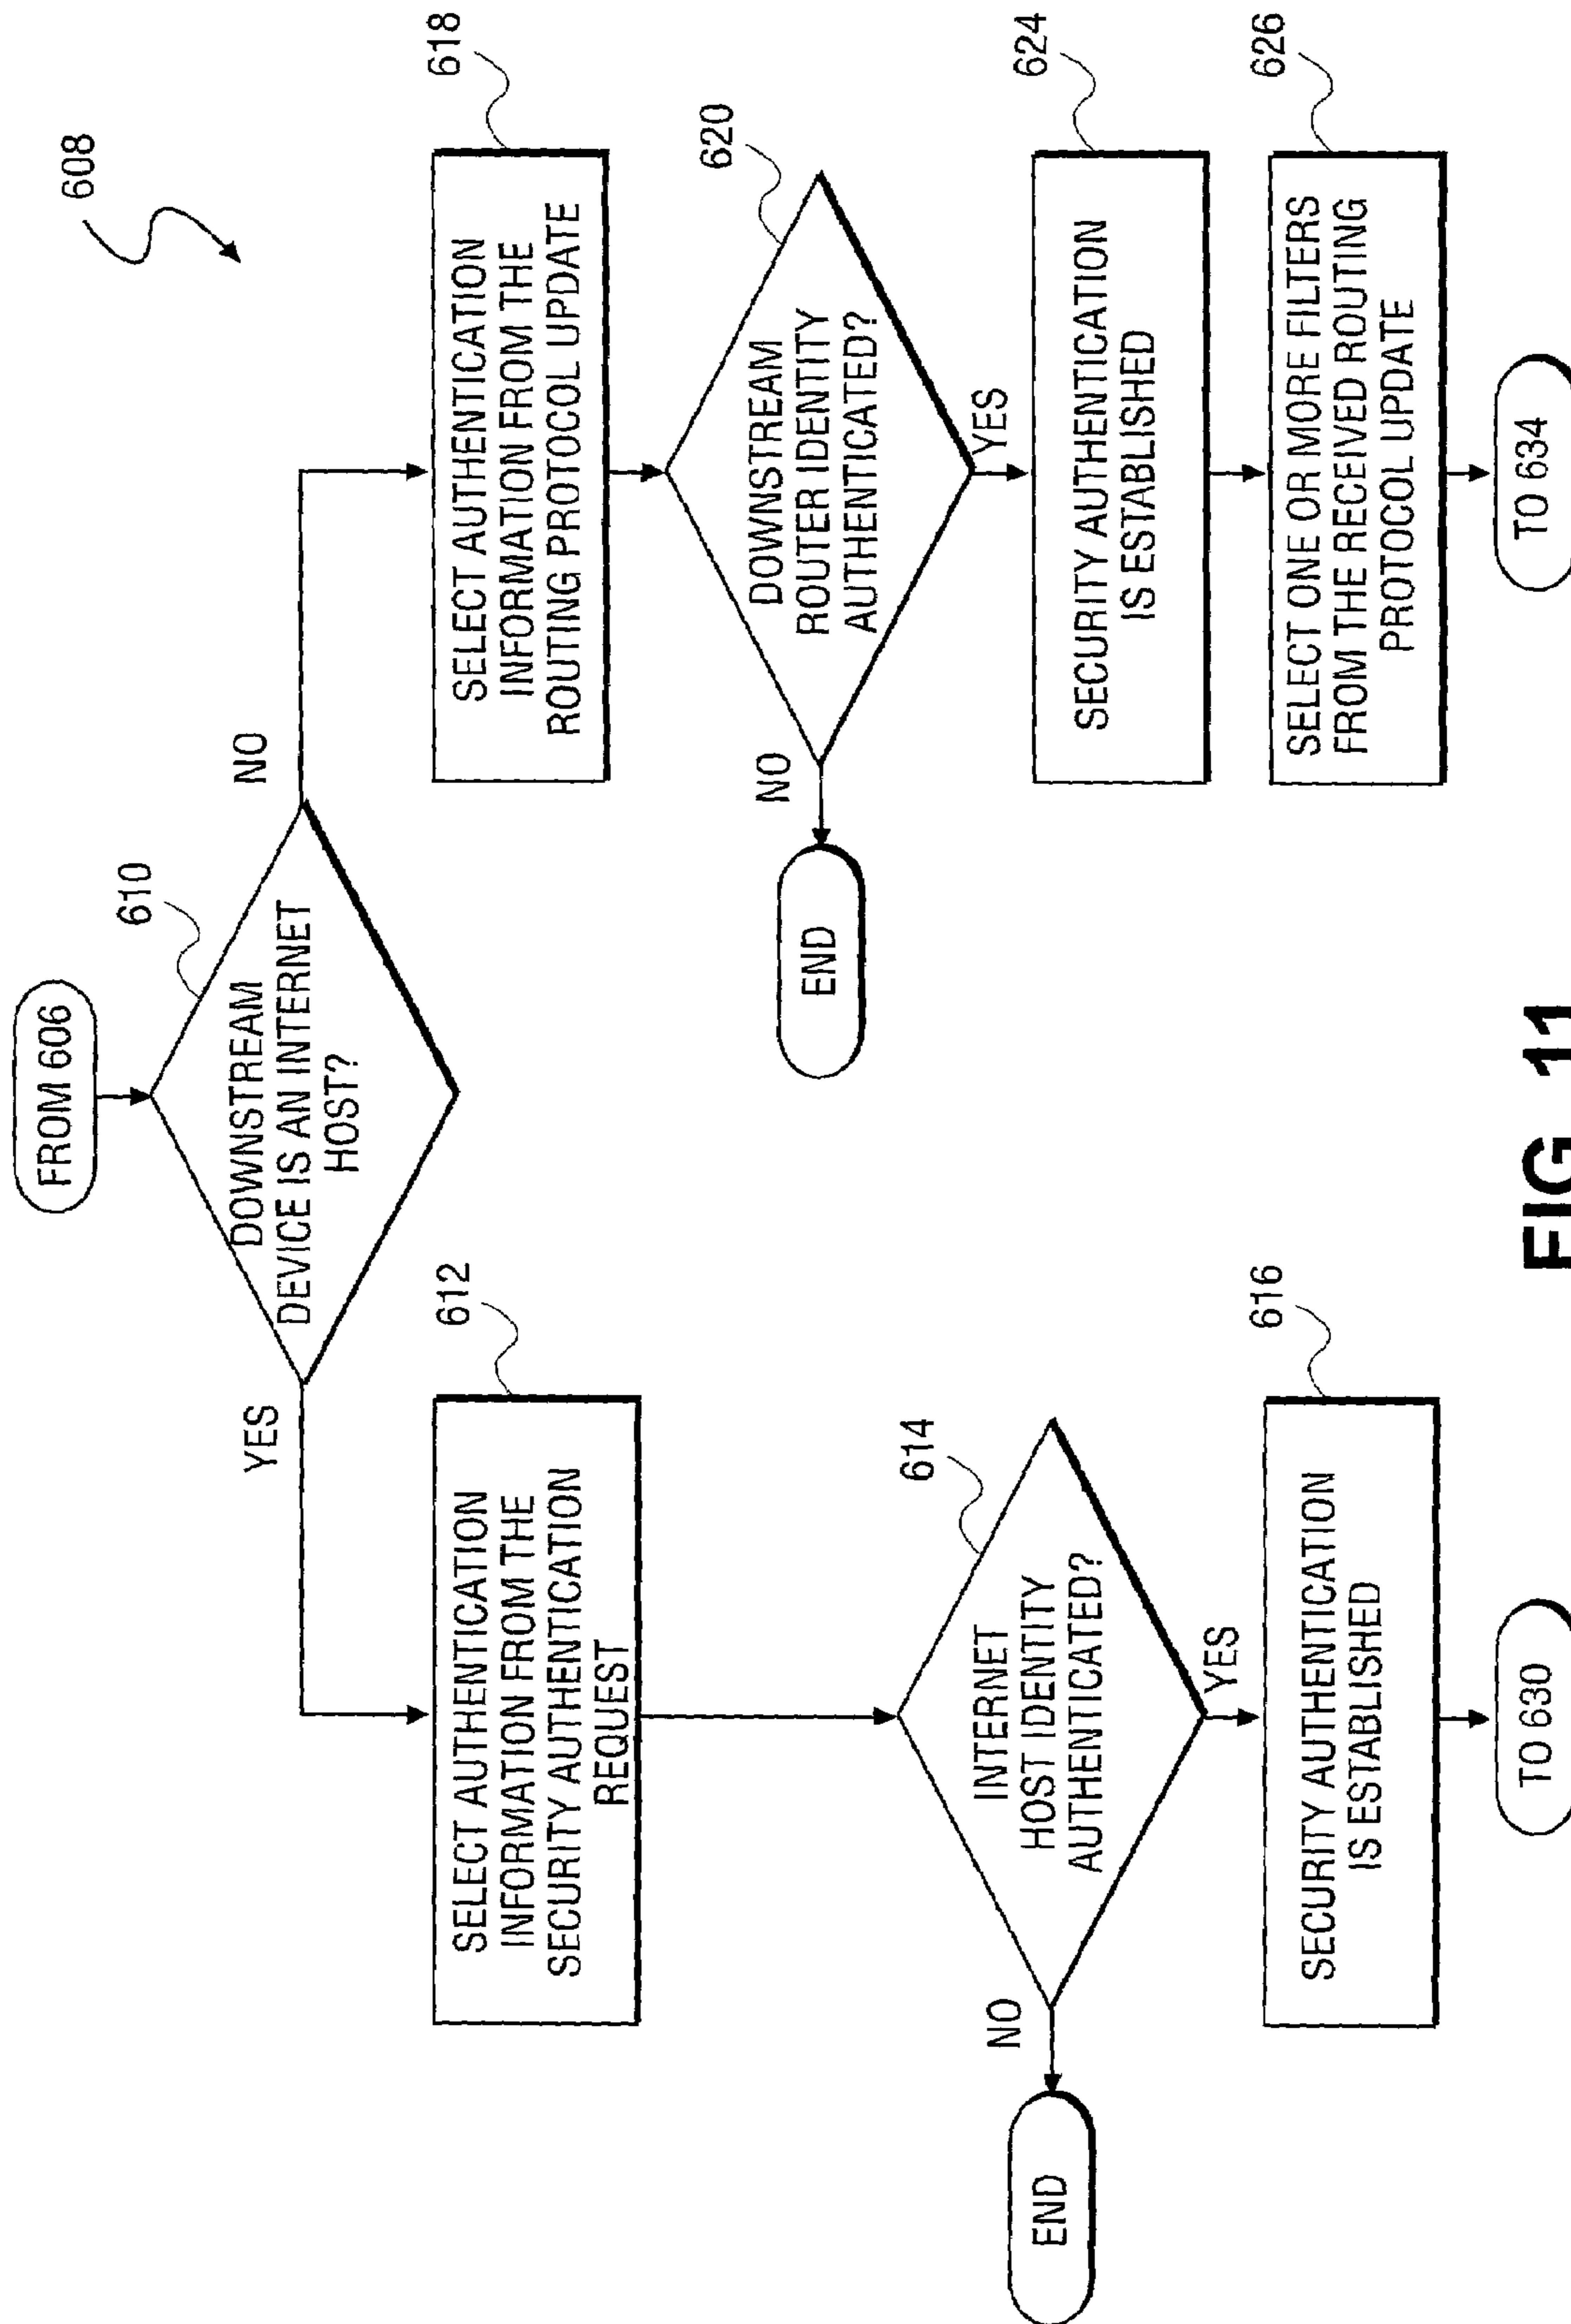 608
FROM 606
610
DOWNSTREAM
DEVICE IS AN INTERNET
HOST?
YES
NO
612
SELECT AUTHENTICATION
INFORMATION FROM THE
SECURITY AUTHENTICATION
REQUEST
614
INTERNET
HOST IDENTITY
AUTHENTICATED?
NO
END
YES
616
SECURITY AUTHENTICATION
IS ESTABLISHED
TO 630
618
SELECT AUTHENTICATION
INFORMATION FROM THE
ROUTING PROTOCOL UPDATE
620
DOWNSTREAM
ROUTER IDENTITY
AUTHENTICATED?
NO
END
YES
624
SECURITY AUTHENTICATION
IS ESTABLISHED
626
SELECT ONE OR MORE FILTERS
FROM THE RECEIVED ROUTING
PROTOCOL UPDATE
TO 634
FIG. 11